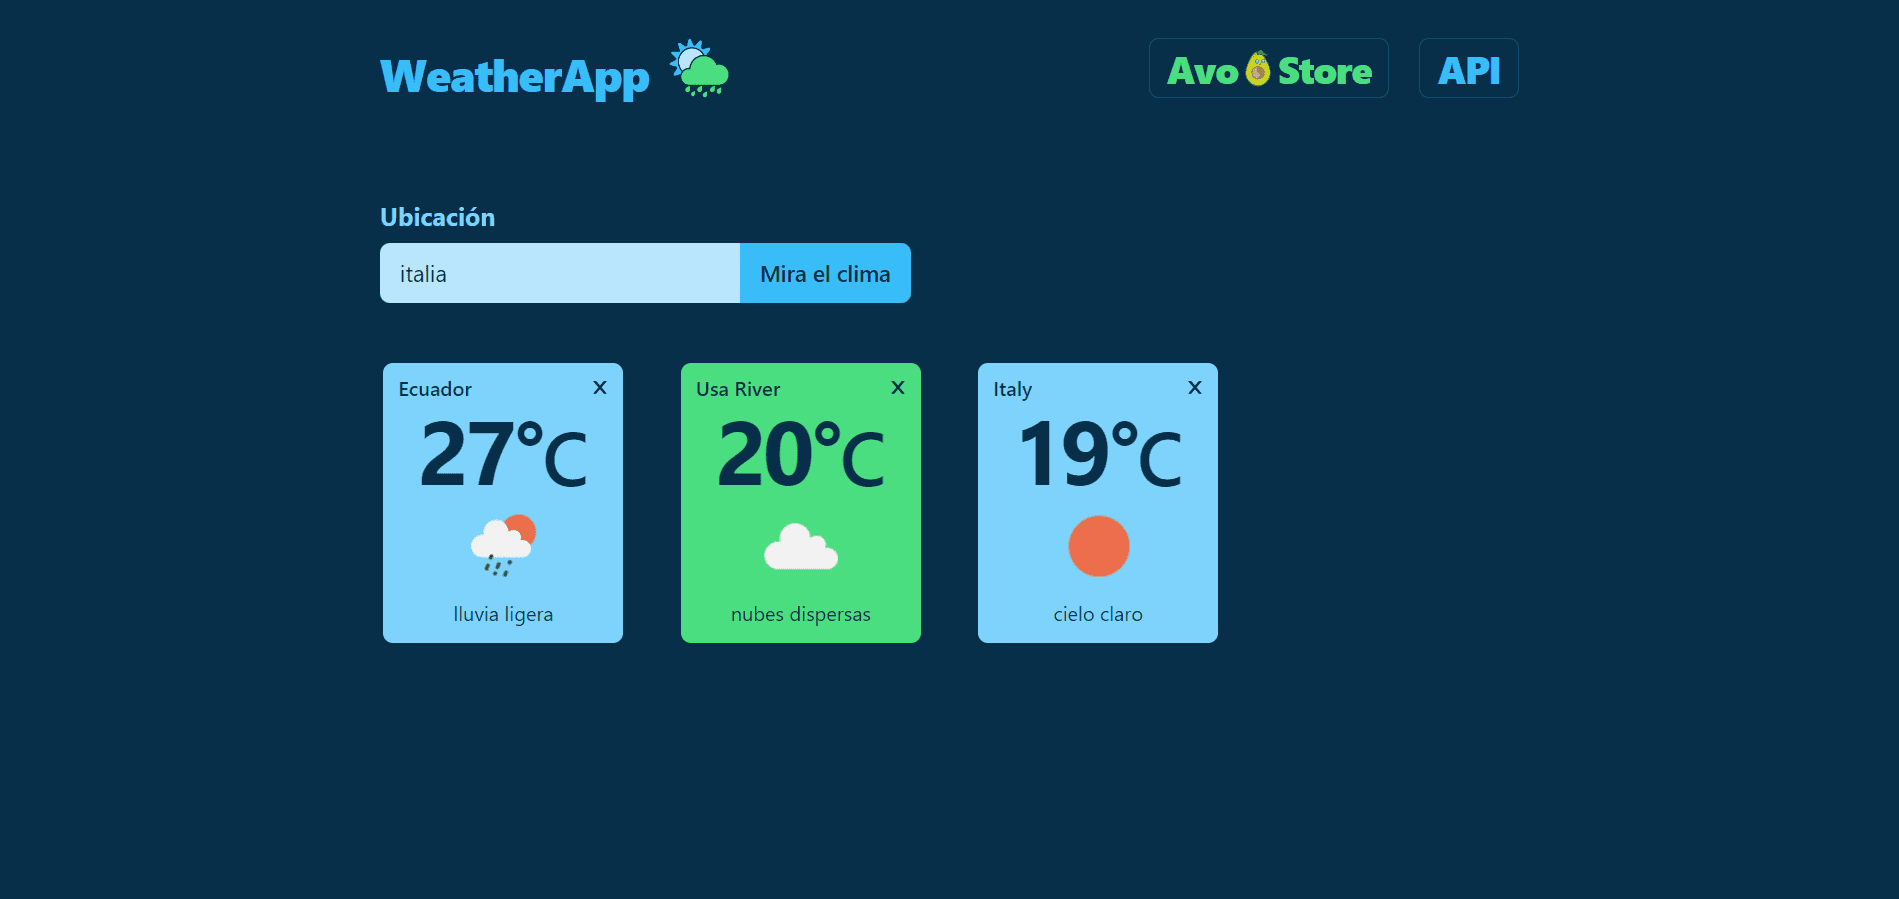 WeatherApp
Avo Store
API
Ubicación
italia
Mira el clima
Ecuador X
27°C
lluvia ligera
Usa River X
20°C
nubes dispersas
Italy X
19°C
cielo claro